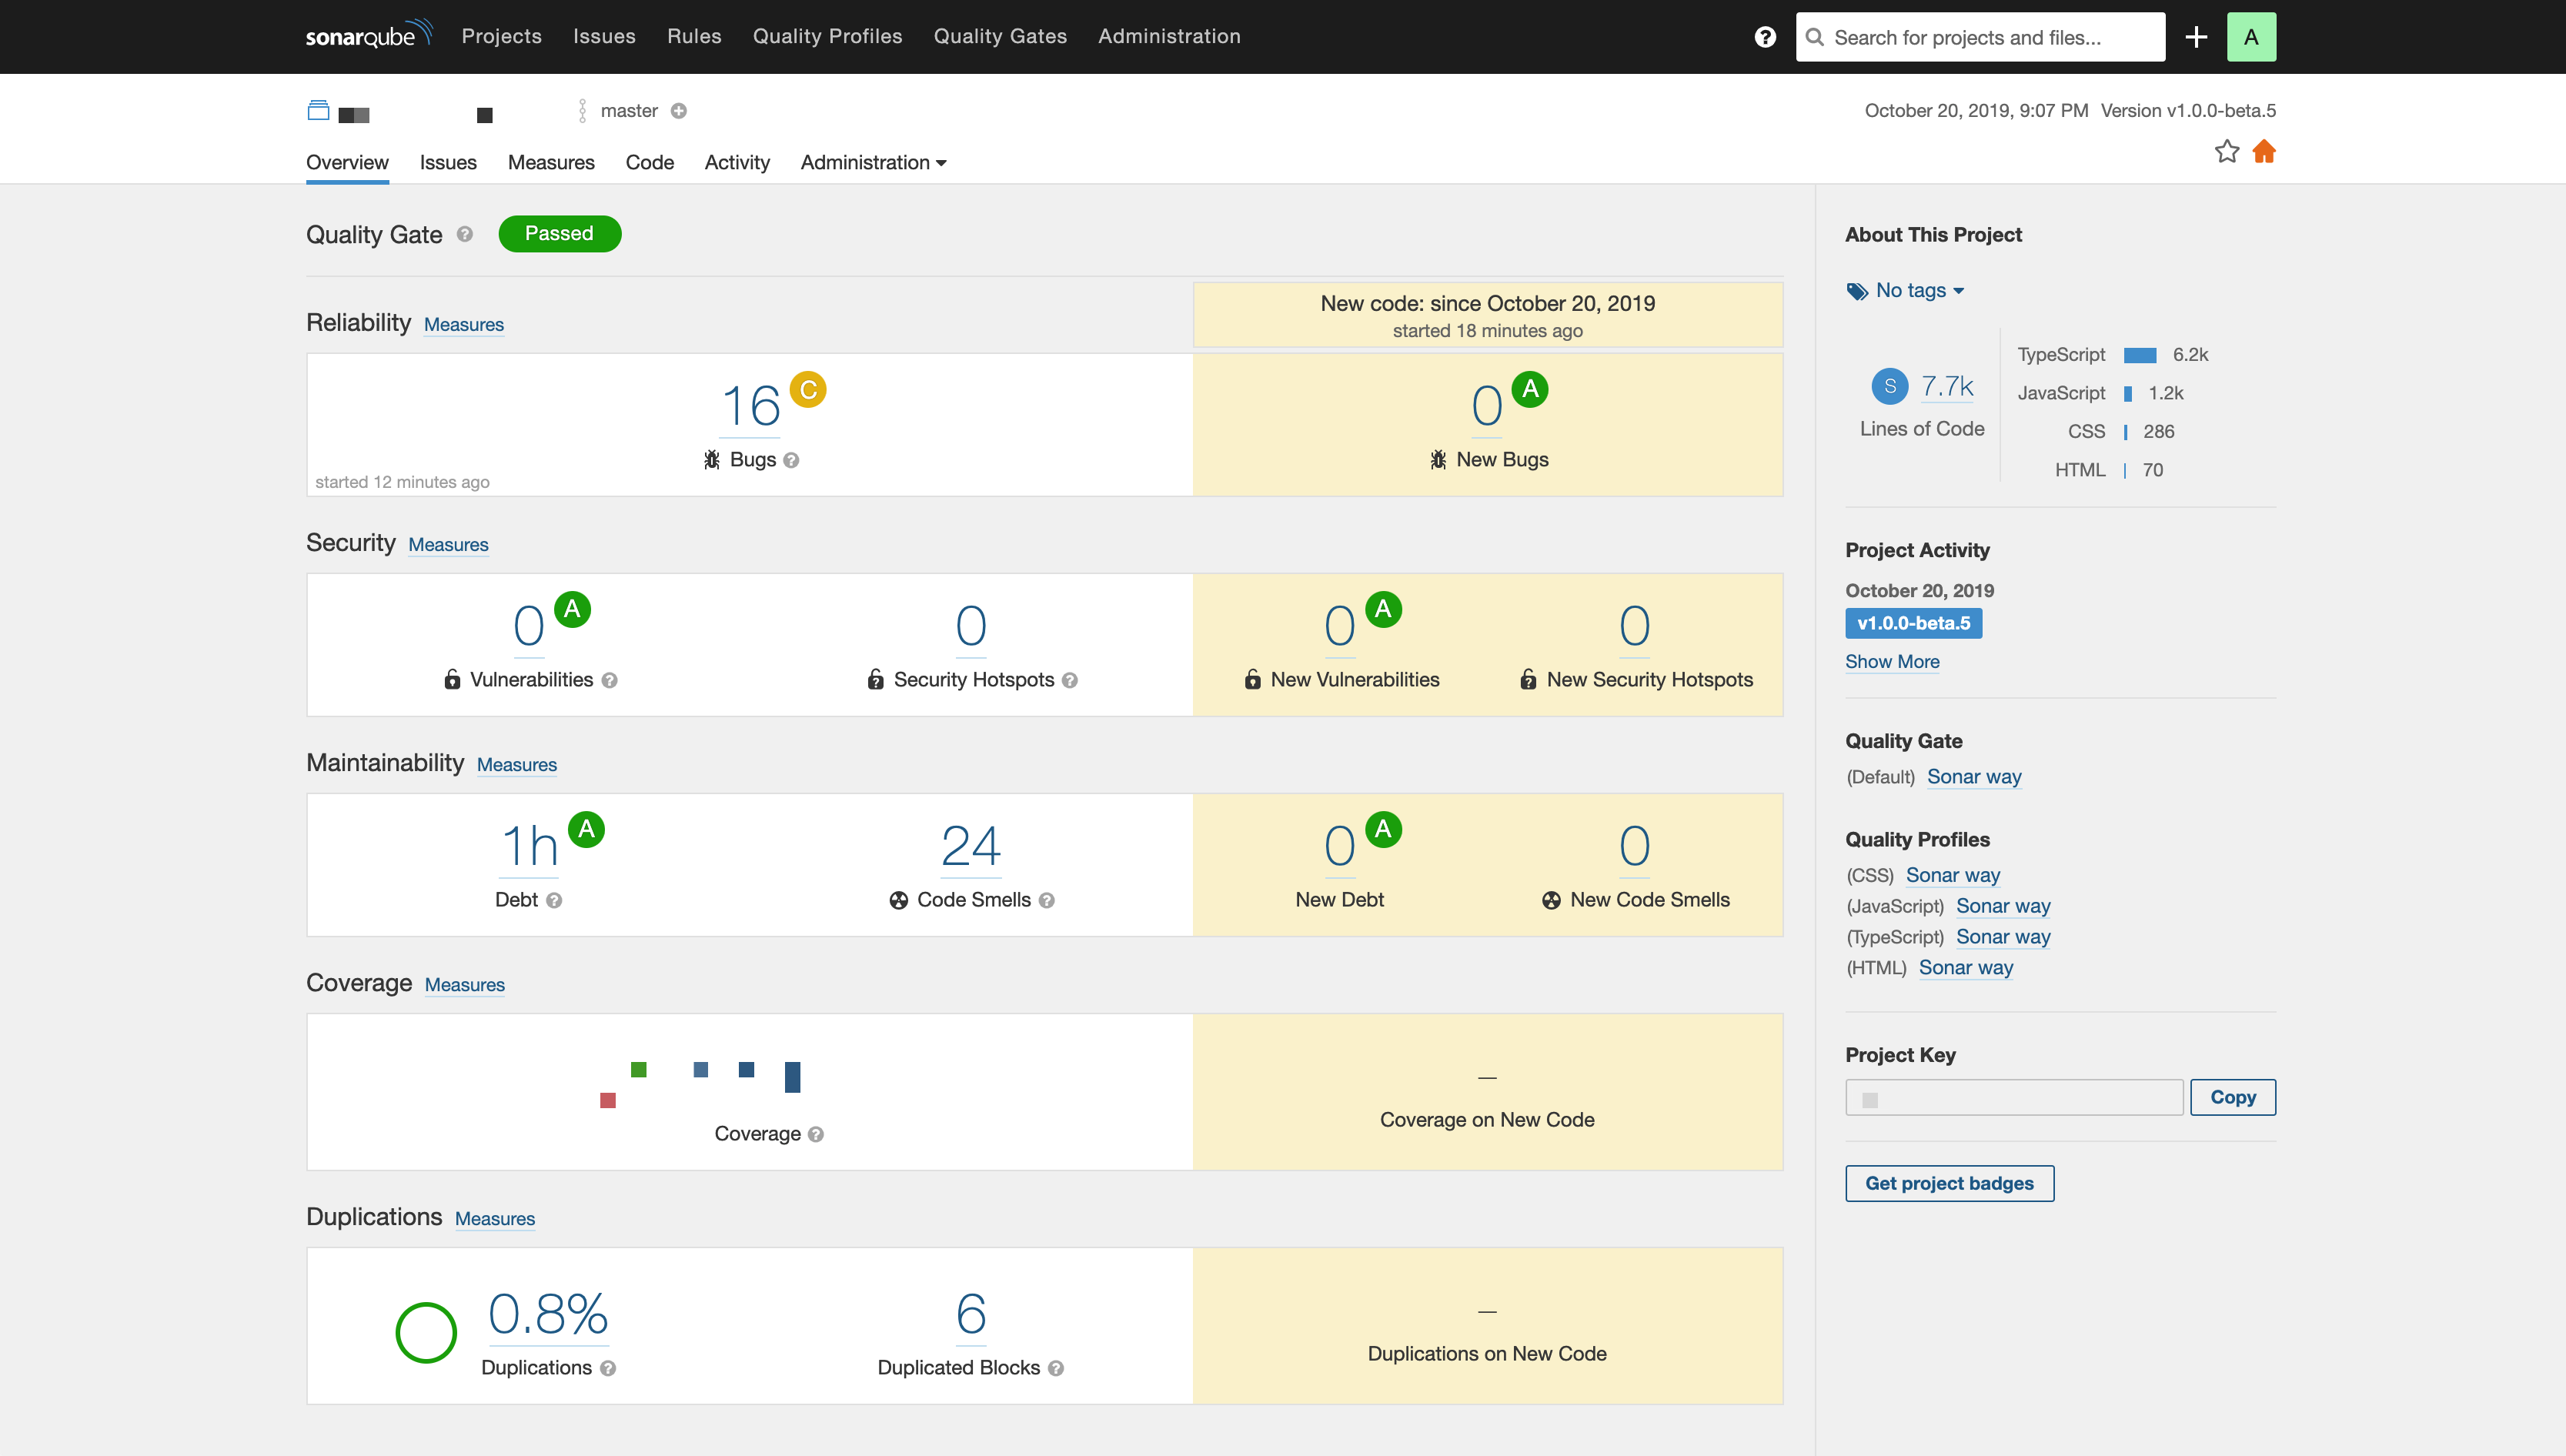 sonarqube Projects Issues Rules Quality Profiles Quality Gates Administration Search for projects and files... A
master October 20, 2019, 9:07 PM Version v1.0.0-beta.5
Overview Issues Measures Code Activity Administration
Quality Gate Passed
New code: since October 20, 2019
started 18 minutes ago
Reliability Measures
16 C
Bugs
started 12 minutes ago
0 A
New Bugs
Security Measures
0 A
Vulnerabilities
0
Security Hotspots
0 A
New Vulnerabilities
0
New Security Hotspots
Maintainability Measures
1h A
Debt
24
Code Smells
0 A
New Debt
0
New Code Smells
Coverage Measures
Coverage
—
Coverage on New Code
Duplications Measures
0.8%
Duplications
6
Duplicated Blocks
—
Duplications on New Code
About This Project
No tags
S 7.7k
Lines of Code
TypeScript 6.2k
JavaScript 1.2k
CSS 286
HTML 70
Project Activity
October 20, 2019
v1.0.0-beta.5
Show More
Quality Gate
(Default) Sonar way
Quality Profiles
(CSS) Sonar way
(JavaScript) Sonar way
(TypeScript) Sonar way
(HTML) Sonar way
Project Key
Copy
Get project badges